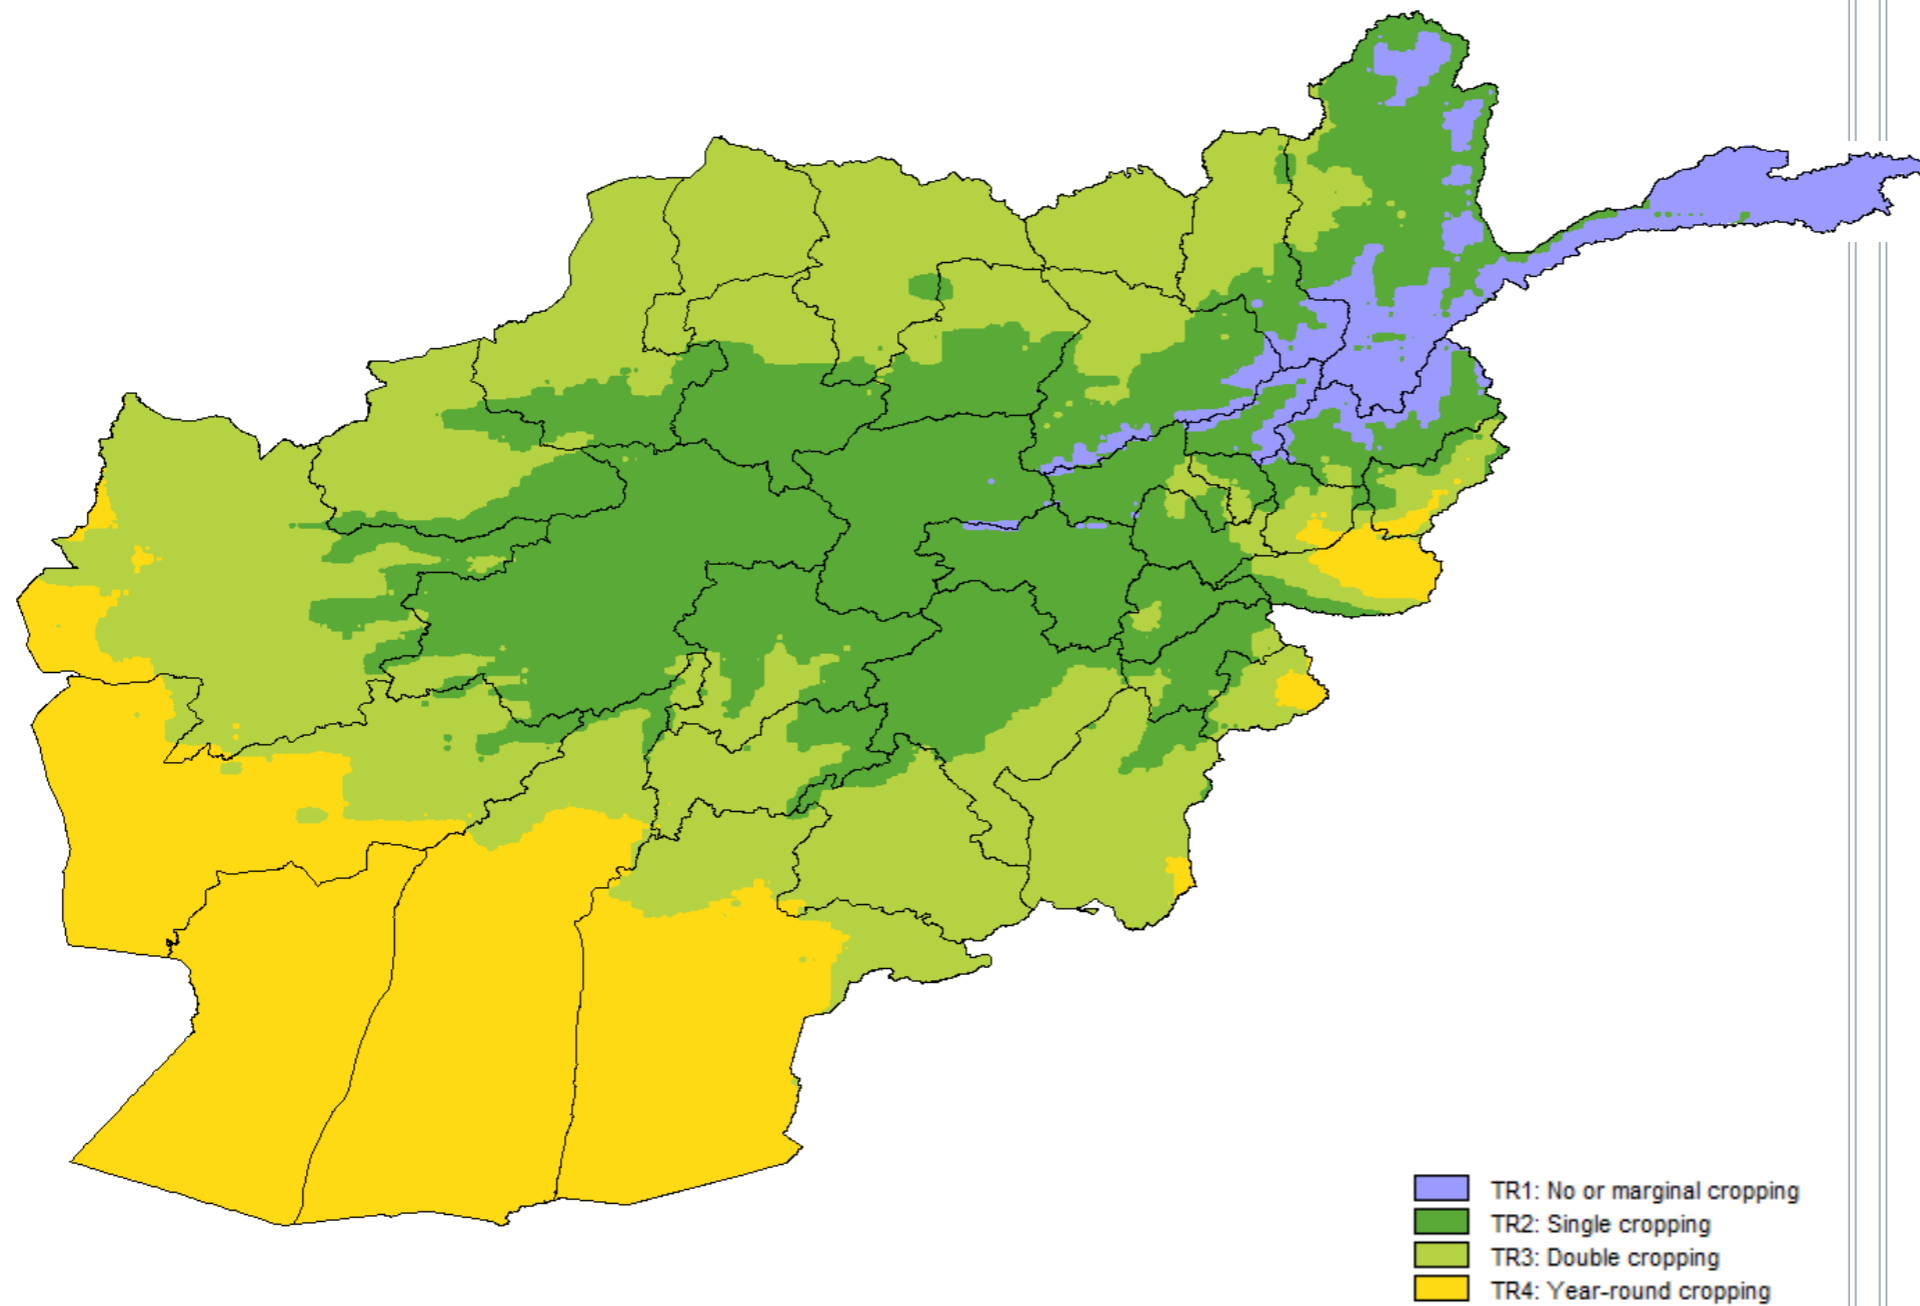 TR1: No or marginal cropping
TR2: Single cropping
TR3: Double cropping
TR4: Year-round cropping